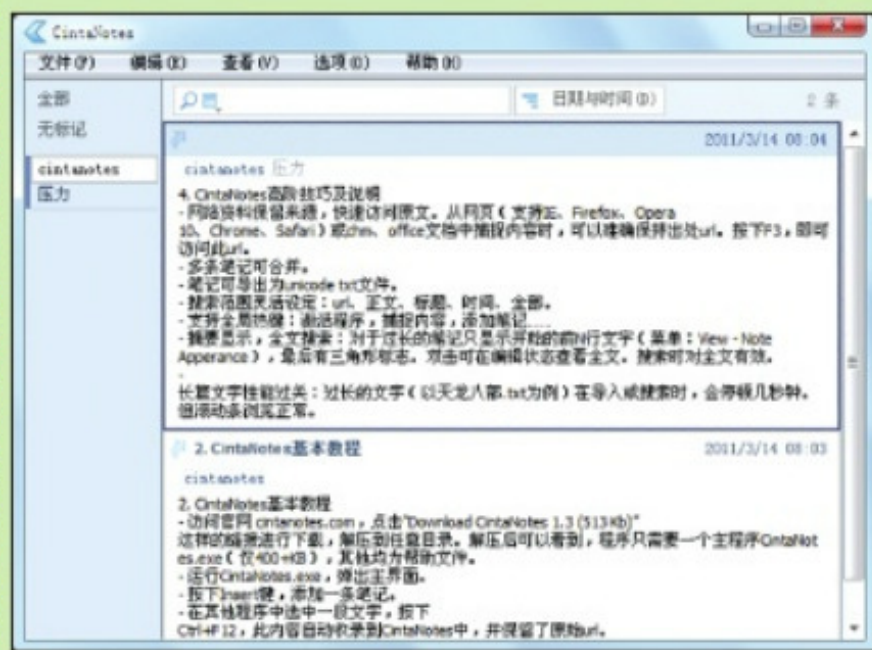 CintaNotes
文件(F) 编辑(E) 查看(V) 选项(O) 帮助(H)
全部
无标记
cintanotes
压力
日期与时间(D) 2 条
2011/3/14 08:04
cintanotes 压力
4. CintaNotes高阶技巧及说明
- 网络资料保留来源，快速访问原文。从网页（支持IE、Firefox、Opera
10、Chrome、Safari）或chm、office文档中捕捉内容时，可以准确保持出处url。按下F3，即可
访问此url。
- 多条笔记可合并。
- 笔记可导出为unicode txt文件。
- 搜索范围灵活设定：url、正文、标题、时间、全部。
- 支持全局热键：激活程序，捕捉内容，添加笔记.....
- 摘要显示，全文搜索：对于过长的笔记只显示开始的前N行文字（菜单：View - Note
Apperance），最后有三角形标志。双击可在编辑状态查看全文。搜索时对全文有效。
-
长篇文字性能过关：过长的文字（以天龙八部.txt为例）在导入或搜索时，会停顿几秒钟。
但滚动条浏览正常。
2. CintaNotes基本教程 2011/3/14 08:03
cintanotes
2. CintaNotes基本教程
- 访问官网 cintanotes.com，点击"Download CintaNotes 1.3 (513 Kb)"
这样的链接进行下载，解压到任意目录。解压后可以看到，程序只需要一个主程序CintaNot
es.exe（仅400+KB），其他均为帮助文件。
- 运行CintaNotes.exe，弹出主界面。
- 按下Insert键，添加一条笔记。
- 在其他程序中选中一段文字，按下
Ctrl+F12，此内容自动收录到CintaNotes中，并保留了原始url。